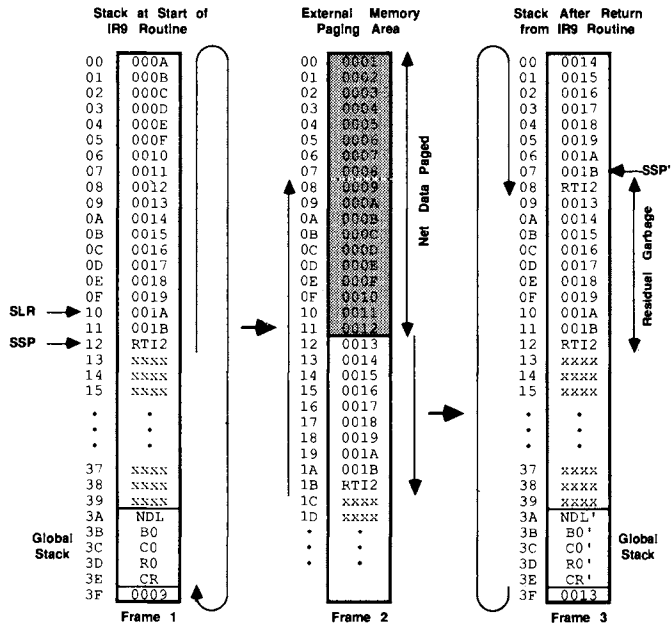 Stack at Start of
IR9 Routine
00 000A
01 000B
02 000C
03 000D
04 000E
05 000F
06 0010
07 0011
08 0012
09 0013
0A 0014
0B 0015
0C 0016
0D 0017
0E 0018
0F 0019
SLR 10 001A
11 001B
SSP 12 RTI2
13 xxxx
14 xxxx
15 xxxx
37 xxxx
38 xxxx
39 xxxx
3A NDL
3B B0
3C C0
3D R0
3E CR
3F 0009
Global
Stack
Frame 1
External Memory
Paging Area
00 0001
01 0002
02 0003
03 0004
04 0005
05 0006
06 0007
07 0008
08 0009
09 000A
0A 000B
0B 000C
0C 000D
0D 000E
0E 000F
0F 0010
10 0011
11 0012
12 0013
13 0014
14 0015
15 0016
16 0017
17 0018
18 0019
19 001A
1A 001B
1B RTI2
1C xxxx
1D xxxx
Net Data Paged
Frame 2
Stack After Return
from IR9 Routine
00 0014
01 0015
02 0016
03 0017
04 0018
05 0019
06 001A
07 001B SSP'
08 RTI2
09 0013
0A 0014
0B 0015
0C 0016
0D 0017
0E 0018
0F 0019
10 001A
11 001B
12 RTI2
13 xxxx
14 xxxx
15 xxxx
37 xxxx
38 xxxx
39 xxxx
3A NDL'
3B B0'
3C C0'
3D R0'
3E CR'
3F 0013
Residual Garbage
Global
Stack
Frame 3